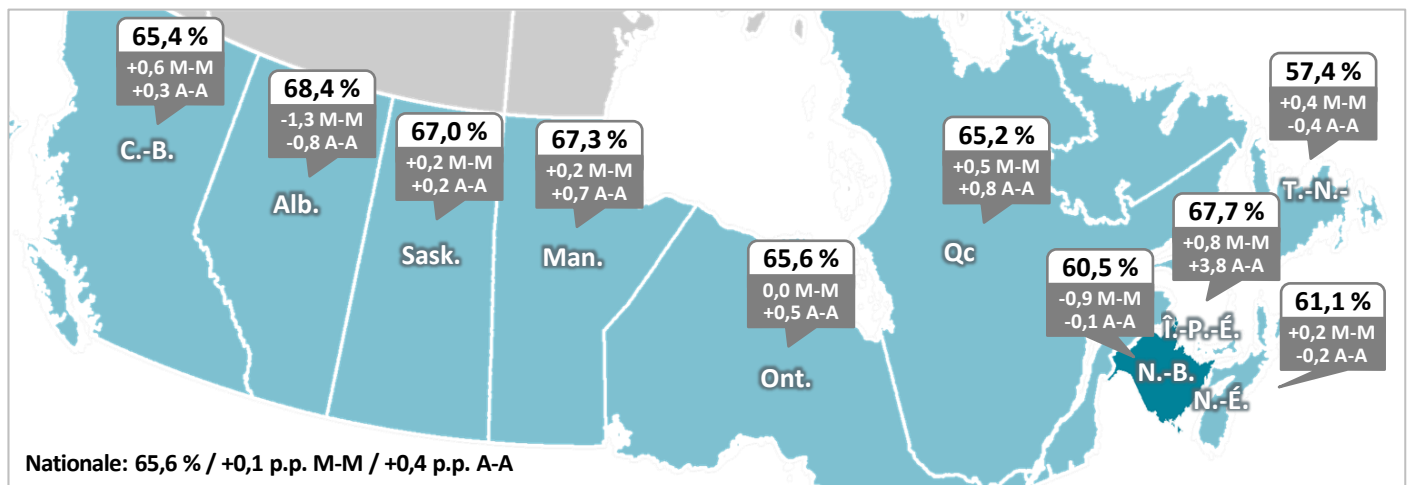 65,4 %
+0,6 M-M
+0,3 A-A
C.-B.
68,4 %
-1,3 M-M
-0,8 A-A
Alb.
67,0 %
+0,2 M-M
+0,2 A-A
Sask.
67,3 %
+0,2 M-M
+0,7 A-A
Man.
65,6 %
0,0 M-M
+0,5 A-A
Ont.
65,2 %
+0,5 M-M
+0,8 A-A
Qc
60,5 %
-0,9 M-M
-0,1 A-A
N.-B.
67,7 %
+0,8 M-M
+3,8 A-A
Î.-P.-É.
57,4 %
+0,4 M-M
-0,4 A-A
T.-N.-
61,1 %
+0,2 M-M
-0,2 A-A
N.-É.
Nationale: 65,6 % / +0,1 p.p. M-M / +0,4 p.p. A-A